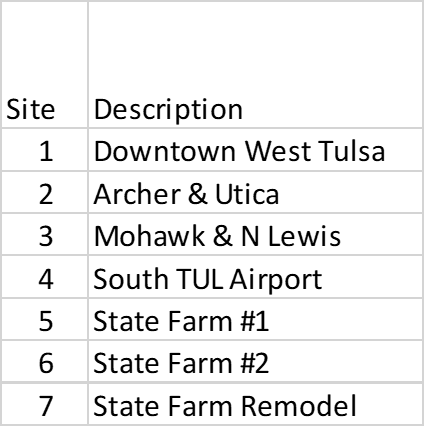 Site Description
1 Downtown West Tulsa
2 Archer & Utica
3 Mohawk & N Lewis
4 South TUL Airport
5 State Farm #1
6 State Farm #2
7 State Farm Remodel